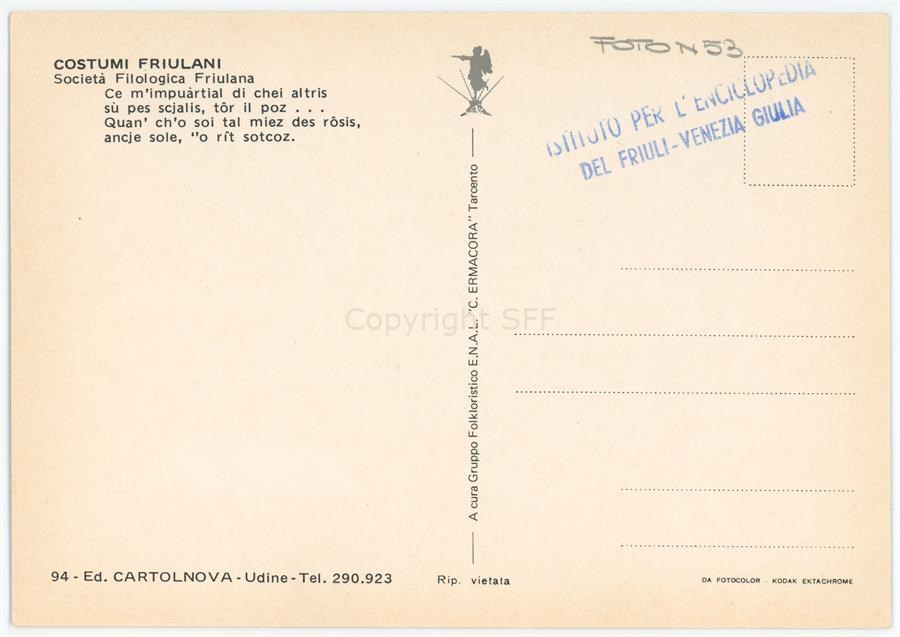 COSTUMI FRIULANI
Società Filologica Friulana
Ce m'impuàrtial di chei altris
sù pes scjalis, tôr il poz . . .
Quan' ch'o soi tal miez des rôsis,
ancje sole, ''o rît sotcoz.
FOTO N 53
ISTITUTO PER L'ENCICLOPEDIA
DEL FRIULI-VENEZIA GIULIA
A cura Gruppo Folkloristico E.N.A.L. "C. ERMACORA" Tarcento
Copyright SFF
94 - Ed. CARTOLNOVA - Udine - Tel. 290.923
Rip. vietata
DA FOTOCOLOR - KODAK EKTACHROME